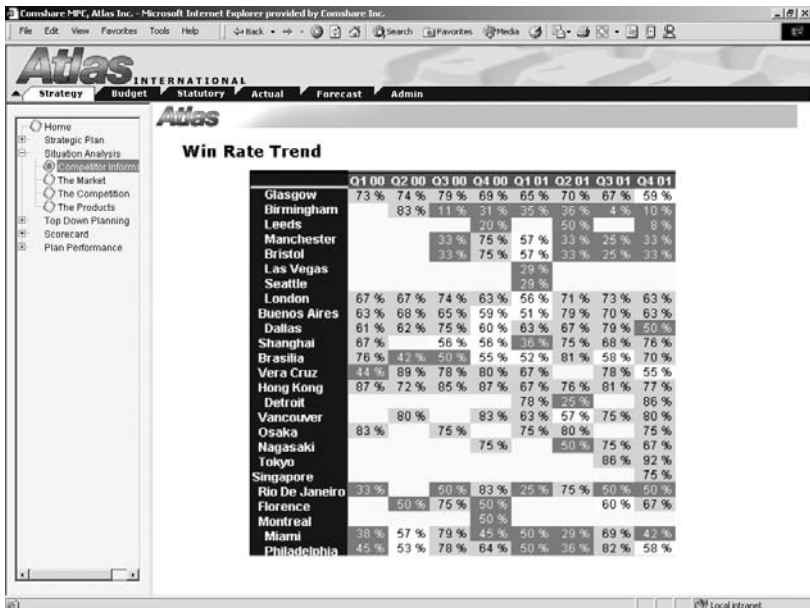 Comshare MPC, Atlas Inc. - Microsoft Internet Explorer provided by Comshare Inc.
File Edit View Favorites Tools Help Back Search Favorites Media
Atlas
INTERNATIONAL
Strategy Budget Statutory Actual Forecast Admin
Atlas
Home
Strategic Plan
Situation Analysis
Competitor Inform
The Market
The Competition
The Products
Top Down Planning
Scorecard
Plan Performance
Win Rate Trend
Q1 00 Q2 00 Q3 00 Q4 00 Q1 01 Q2 01 Q3 01 Q4 01
Glasgow 73 % 74 % 79 % 69 % 65 % 70 % 67 % 59 %
Birmingham 83 % 11 % 31 % 35 % 36 % 4 % 10 %
Leeds 20 % 50 % 8 %
Manchester 33 % 75 % 57 % 33 % 25 % 33 %
Bristol 33 % 75 % 57 % 33 % 25 % 33 %
Las Vegas 29 %
Seattle 29 %
London 67 % 67 % 74 % 63 % 56 % 71 % 73 % 63 %
Buenos Aires 63 % 68 % 65 % 59 % 51 % 79 % 70 % 63 %
Dallas 61 % 62 % 75 % 60 % 63 % 67 % 79 % 50 %
Shanghai 67 % 56 % 56 % 36 % 75 % 68 % 76 %
Brasilia 76 % 42 % 50 % 55 % 52 % 81 % 58 % 70 %
Vera Cruz 44 % 89 % 78 % 80 % 67 % 78 % 55 %
Hong Kong 87 % 72 % 85 % 87 % 67 % 76 % 81 % 77 %
Detroit 78 % 25 % 86 %
Vancouver 80 % 83 % 63 % 57 % 75 % 80 %
Osaka 83 % 75 % 75 % 80 % 75 %
Nagasaki 75 % 50 % 75 % 67 %
Tokyo 86 % 92 %
Singapore 75 %
Rio De Janeiro 33 % 50 % 83 % 25 % 75 % 50 % 50 %
Florence 50 % 75 % 50 % 60 % 67 %
Montreal 50 %
Miami 38 % 57 % 79 % 45 % 50 % 29 % 69 % 42 %
Philadelphia 45 % 53 % 78 % 64 % 50 % 36 % 82 % 58 %
Local intranet